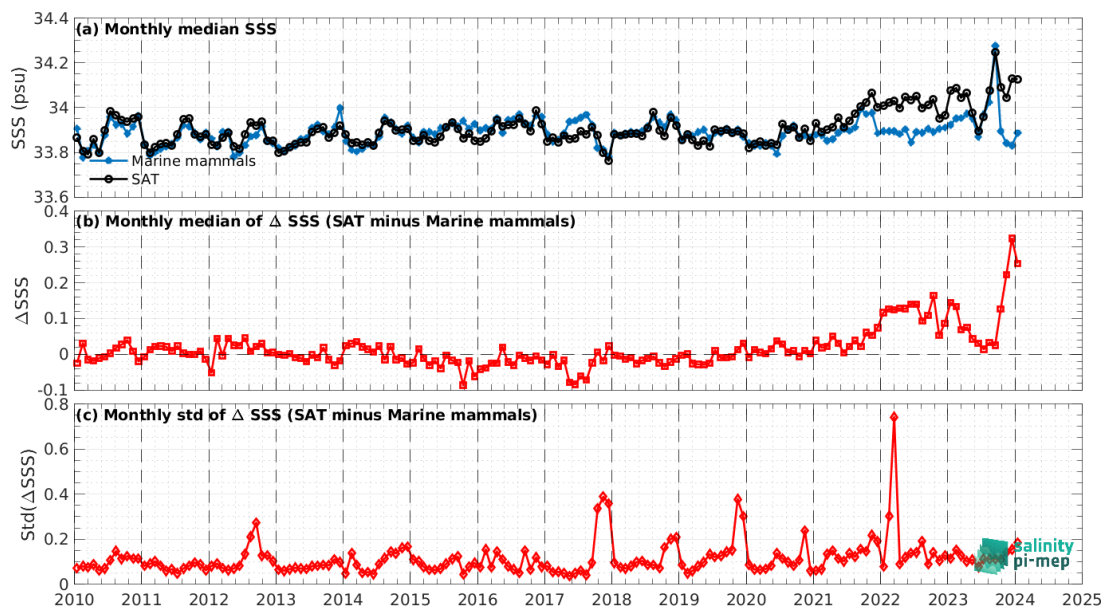 34.4
34.2
34
33.8
33.6
SSS (psu)
(a) Monthly median SSS
Marine mammals
SAT
0.4
0.3
0.2
0.1
0
-0.1
Δ SSS
(b) Monthly median of Δ SSS (SAT minus Marine mammals)
0.8
0.6
0.4
0.2
0
Std(ΔSSS)
(c) Monthly std of Δ SSS (SAT minus Marine mammals)
salinity
pi-mep
2010 2011 2012 2013 2014 2015 2016 2017 2018 2019 2020 2021 2022 2023 2024 2025